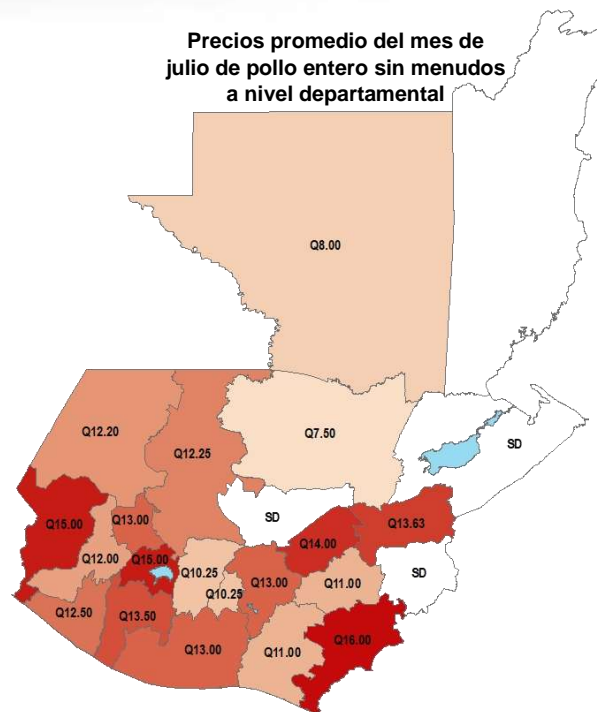 Precios promedio del mes de
julio de pollo entero sin menudos
a nivel departamental
Q8.00
Q7.50
Q12.20
Q12.25
SD
SD
Q15.00
Q13.00
Q13.63
Q14.00
Q12.00
Q15.00
Q10.25
Q13.00
Q11.00
SD
Q10.25
Q12.50
Q13.50
Q16.00
Q11.00
Q13.00